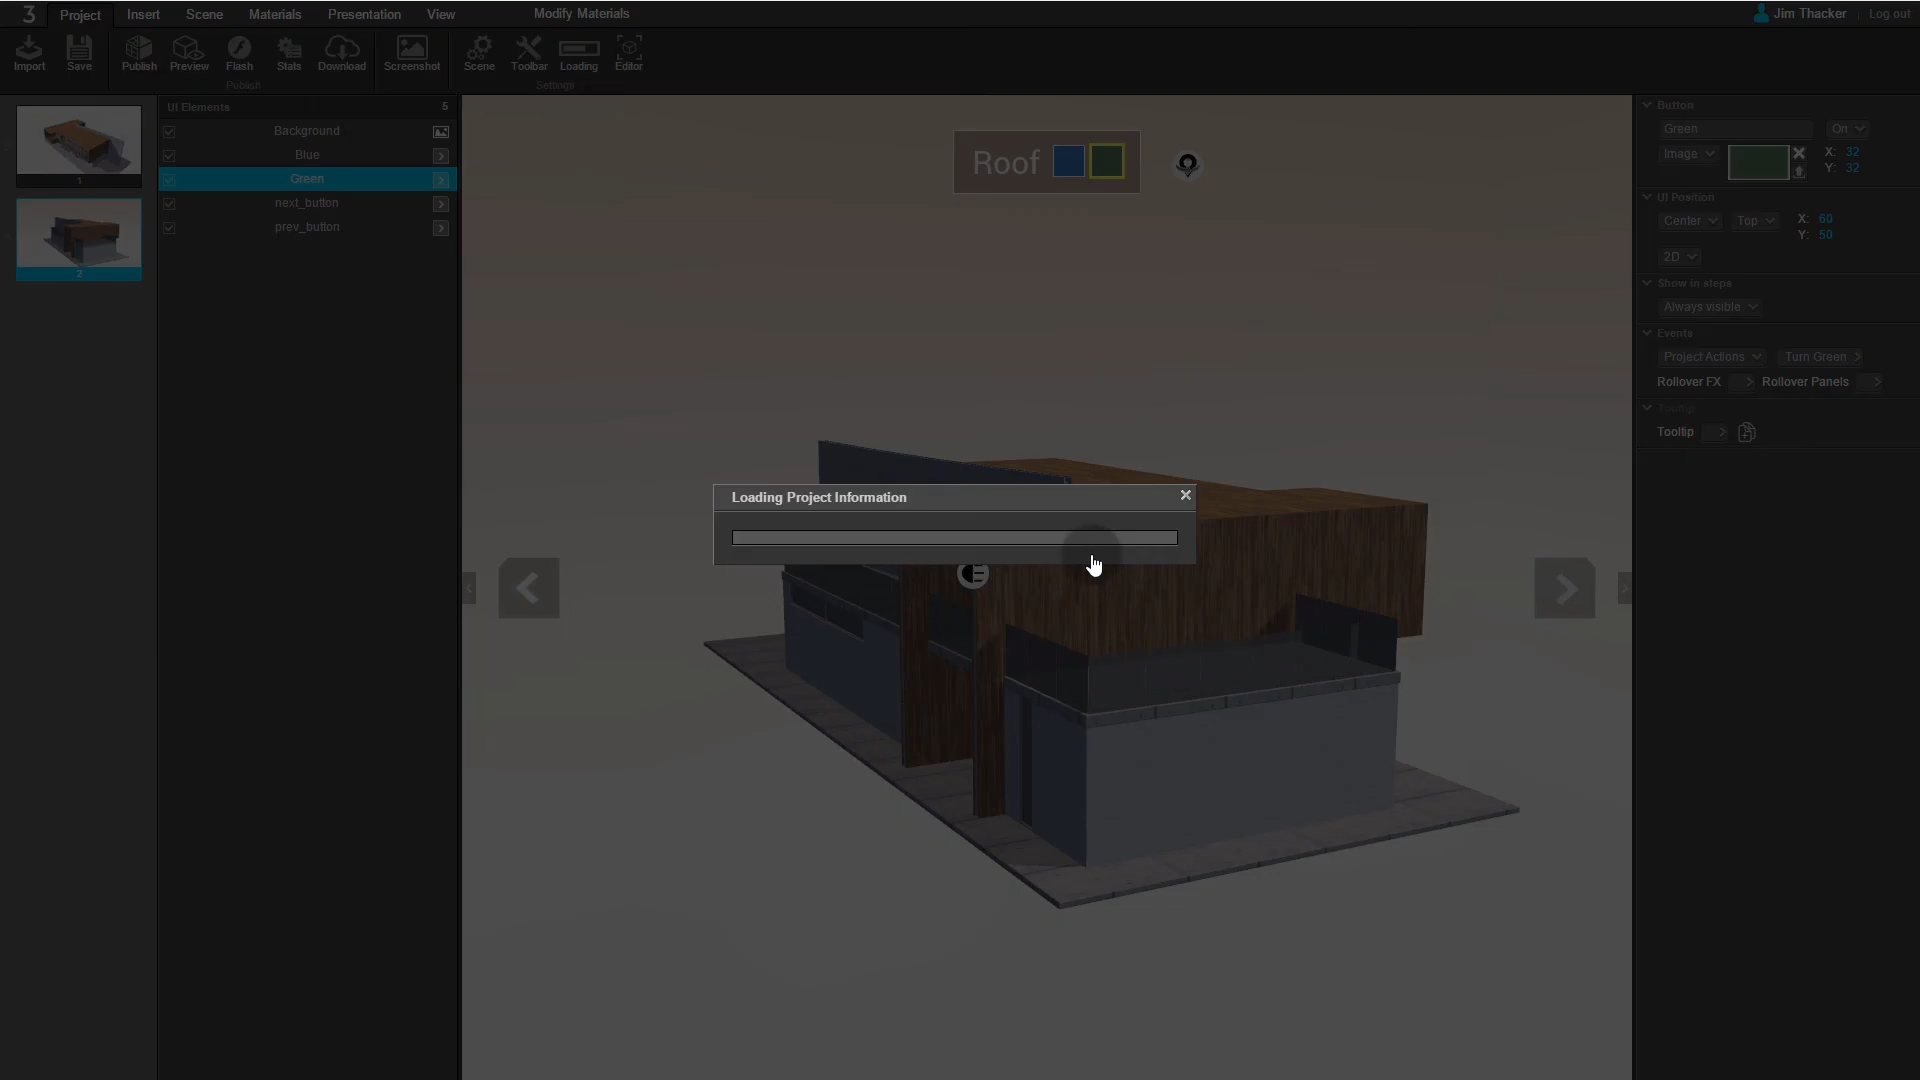 3 Project Insert Scene Materials Presentation View Modify Materials Jim Thacker Log out
Import Save Publish Preview Flash Stats Download Screenshot Scene Toolbar Loading Editor
Publish Settings
UI Elements 5
Background
Blue
Green
next_button
prev_button
1
2
Roof
Loading Project Information
Button
Green On
Image X: 32
Y: 32
UI Position
Center Top X: 60
Y: 50
2D
Show in steps
Always visible
Events
Project Actions Turn Green
Rollover FX Rollover Panels
Tooltip
Tooltip